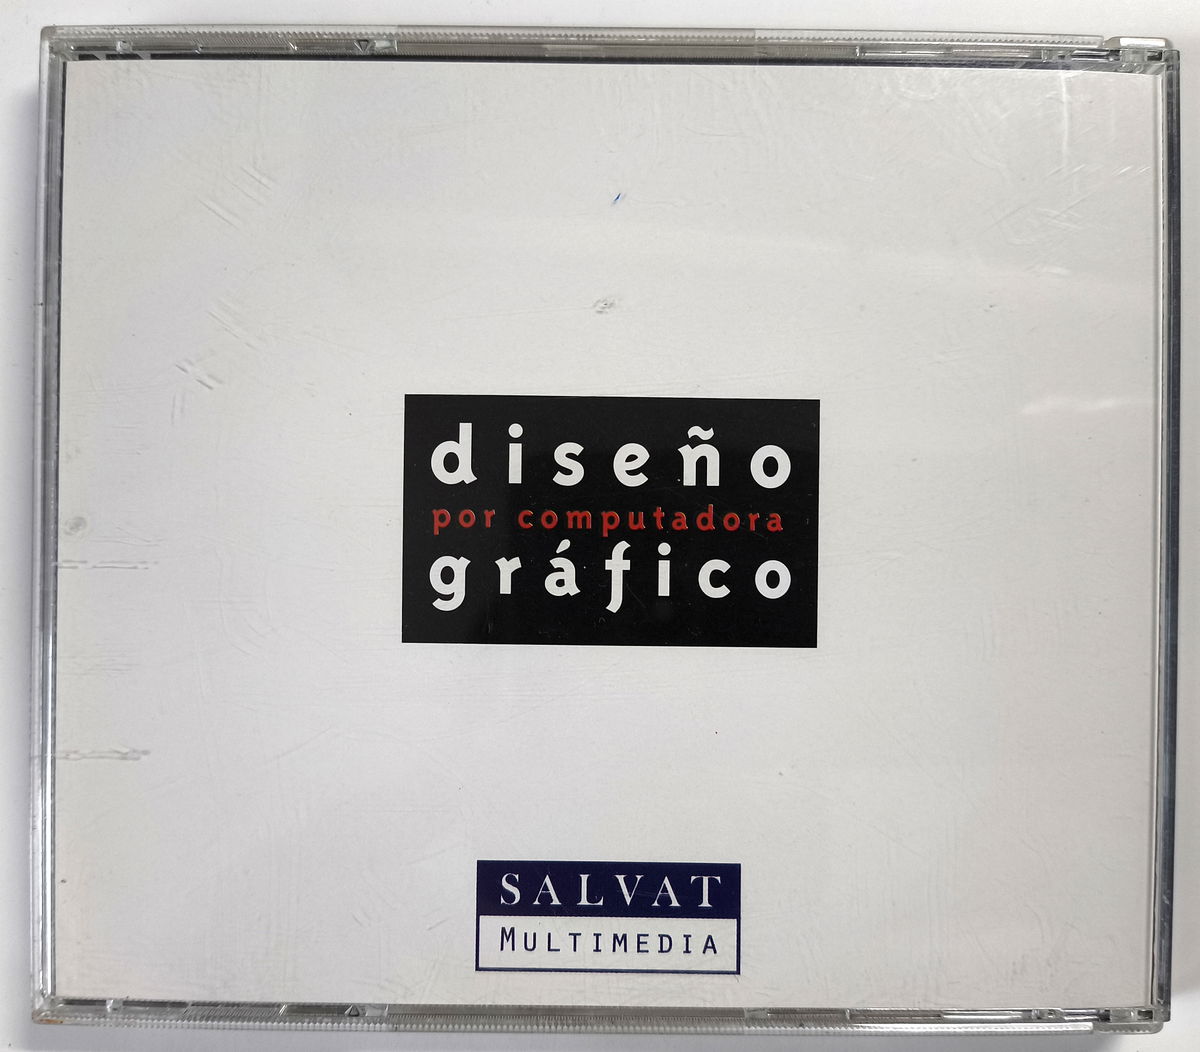 diseño
por computadora
gráfico
SALVAT
MULTIMEDIA